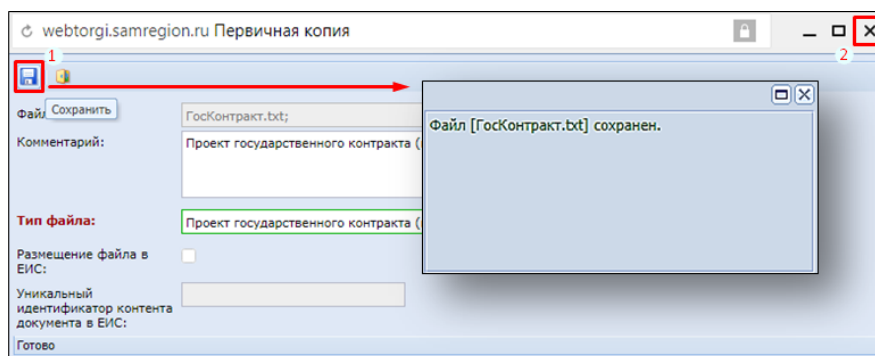 webtorgi.samregion.ru Первичная копия
1
2
Сохранить
Файл
ГосКонтракт.txt;
Файл [ГосКонтракт.txt] сохранен.
Комментарий:
Проект государственного контракта (
Тип файла:
Проект государственного контракта (
Размещение файла в
ЕИС:
Уникальный
идентификатор контента
документа в ЕИС:
Готово